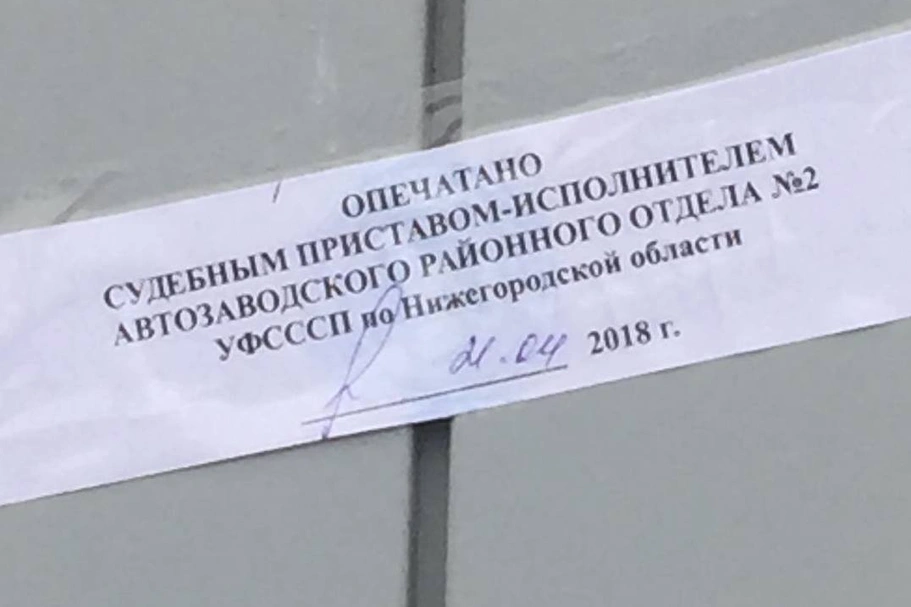 ОПЕЧАТАНО
СУДЕБНЫМ ПРИСТАВОМ-ИСПОЛНИТЕЛЕМ
АВТОЗАВОДСКОГО РАЙОННОГО ОТДЕЛА №2
УФСССП по Нижегородской области
21.04 2018 г.